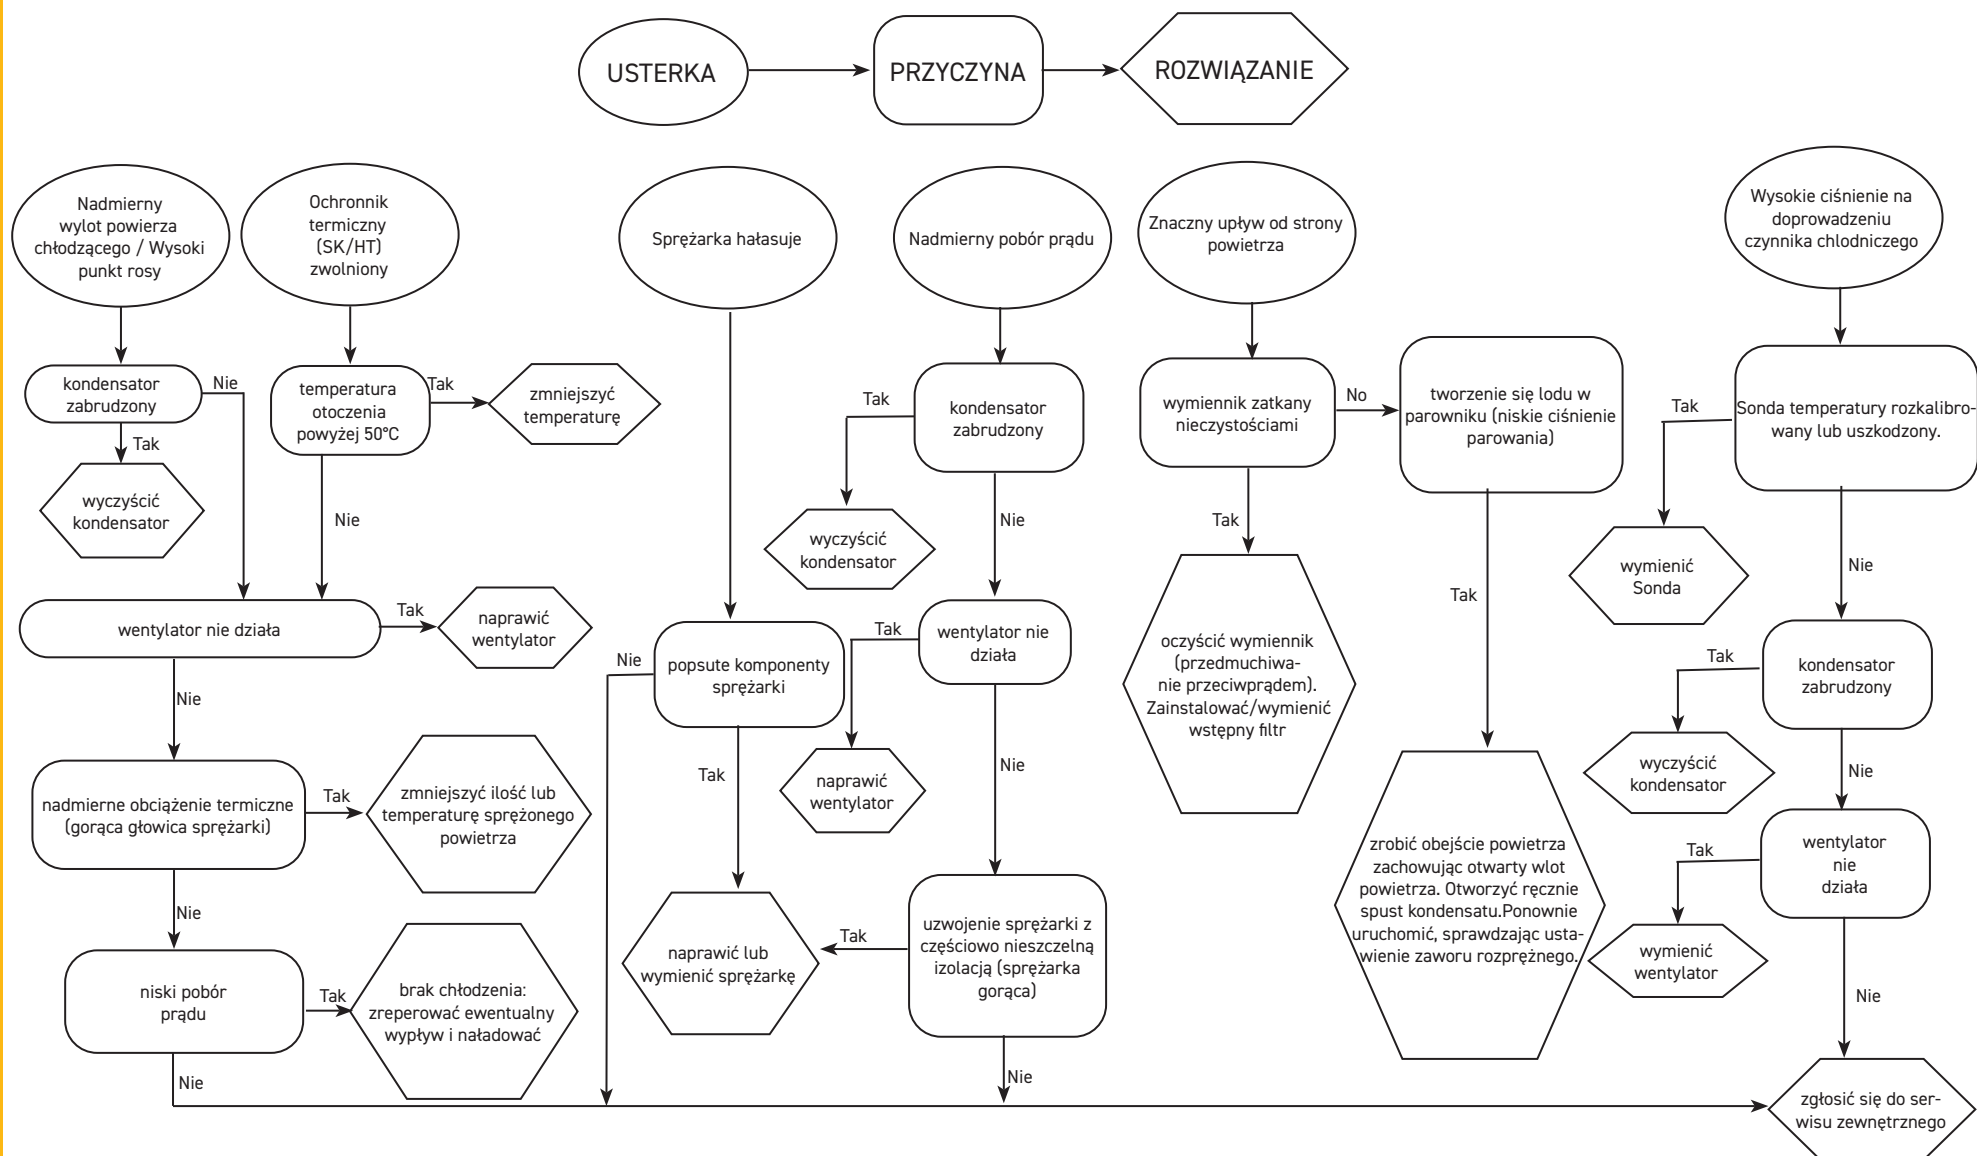 USTERKA
PRZYCZYNA
ROZWIĄZANIE
Nadmierny
wylot powierza
chłodzącego / Wysoki
punkt rosy
Ochronnik
termiczny
(SK/HT)
zwolniony
Sprężarka hałasuje
Nadmierny pobór prądu
Znaczny upływ od strony
powietrza
Wysokie ciśnienie na
doprowadzeniu
czynnika chlodniczego
kondensator
zabrudzony
Nie
Tak
wyczyścić
kondensator
temperatura
otoczenia
powyżej 50°C
Tak
zmniejszyć
temperaturę
Nie
wentylator nie działa
Tak
naprawić
wentylator
Nie
nadmierne obciążenie termiczne
(gorąca głowica sprężarki)
Tak
zmniejszyć ilość lub
temperaturę sprężonego
powietrza
Nie
niski pobór
prądu
Tak
brak chłodzenia:
zreperować ewentualny
wypływ i naładować
Nie
popsute komponenty
sprężarki
Nie
Tak
naprawić lub
wymienić sprężarkę
kondensator
zabrudzony
Tak
wyczyścić
kondensator
Nie
wentylator nie
działa
Tak
naprawić
wentylator
Nie
uzwojenie sprężarki z
częściowo nieszczelną
izolacją (sprężarka
gorąca)
Tak
Nie
wymiennik zatkany
nieczystościami
No
Tak
oczyścić wymiennik
(przedmuchiwa-
nie przeciwprądem).
Zainstalować/wymienić
wstępny filtr
tworzenie się lodu w
parowniku (niskie ciśnienie
parowania)
Tak
zrobić obejście powietrza
zachowując otwarty wlot
powietrza. Otworzyć ręcznie
spust kondensatu.Ponownie
uruchomić, sprawdzając usta-
wienie zaworu rozprężnego.
Sonda temperatury rozkalibro-
wany lub uszkodzony.
Tak
wymienić
Sonda
Nie
kondensator
zabrudzony
Tak
wyczyścić
kondensator
Nie
wentylator
nie
działa
Tak
wymienić
wentylator
Nie
zgłosić się do ser-
wisu zewnętrznego